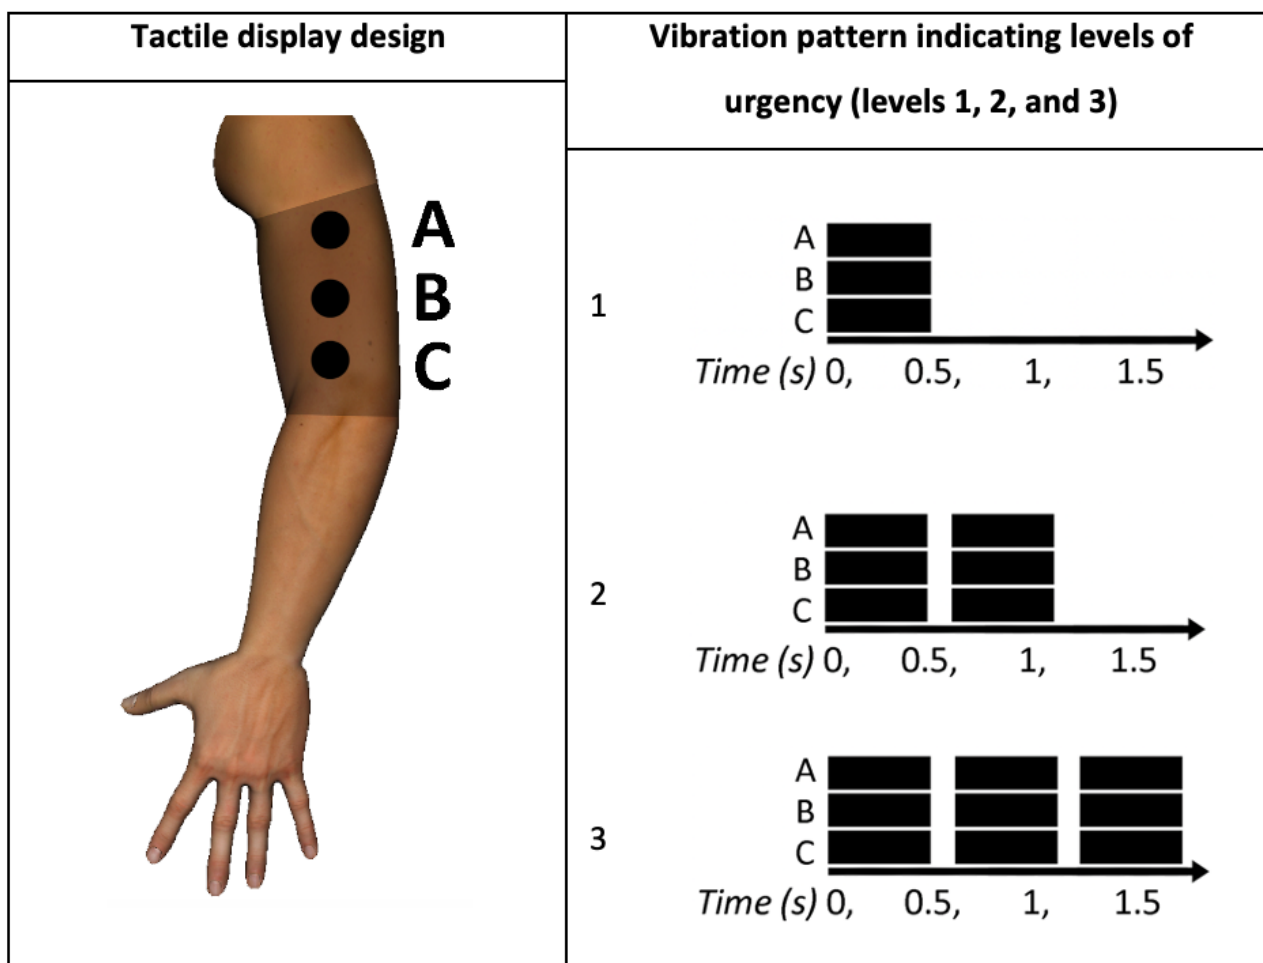 Tactile display design
Vibration pattern indicating levels of
urgency (levels 1, 2, and 3)
A
B
C
1
A
B
C
Time (s) 0, 0.5, 1, 1.5
2
A
B
C
Time (s) 0, 0.5, 1, 1.5
3
A
B
C
Time (s) 0, 0.5, 1, 1.5